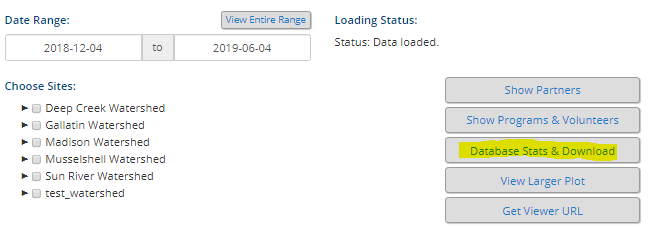 Date Range:
View Entire Range
2018-12-04 to 2019-06-04
Loading Status:
Status: Data loaded.
Choose Sites:
Deep Creek Watershed
Gallatin Watershed
Madison Watershed
Musselshell Watershed
Sun River Watershed
test_watershed
Show Partners
Show Programs & Volunteers
Database Stats & Download
View Larger Plot
Get Viewer URL